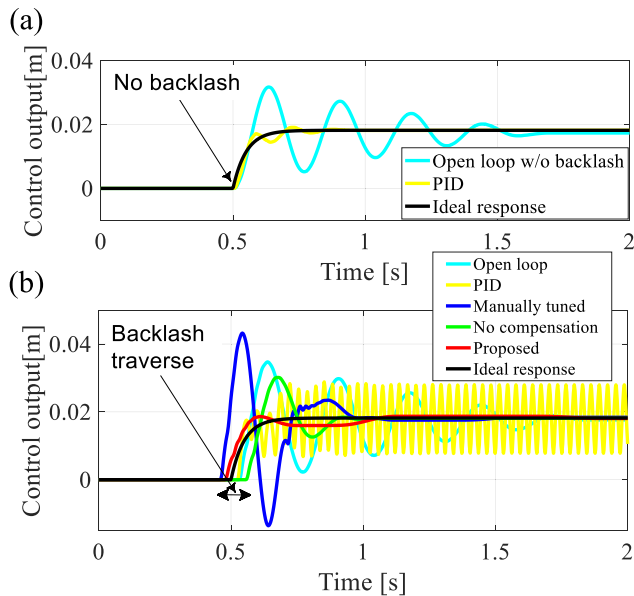 (a)
Control output[m]
0.04
0.02
0
No backlash
Open loop w/o backlash
PID
Ideal response
0 0.5 1 1.5 2
Time [s]
(b)
Control output[m]
0.04
0.02
0
Backlash
traverse
Open loop
PID
Manually tuned
No compensation
Proposed
Ideal response
0 0.5 1 1.5 2
Time [s]